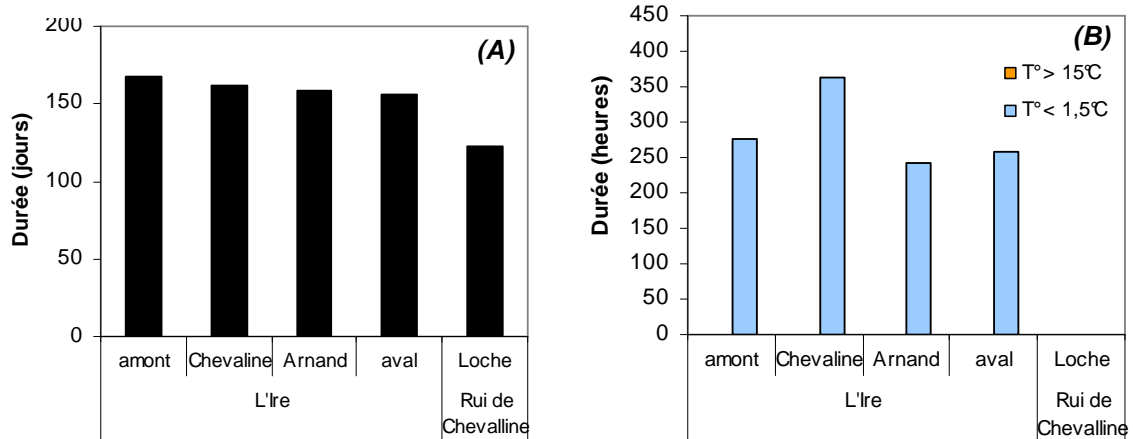 (A)
Durée (jours)
200
150
100
50
0
amont Chevaline Arnand aval Loche
L'Ire Rui de
Chevalline
(B)
Durée (heures)
450
400
350
300
250
200
150
100
50
0
T° > 15°C
T° < 1,5°C
amont Chevaline Arnand aval Loche
L'Ire Rui de
Chevalline